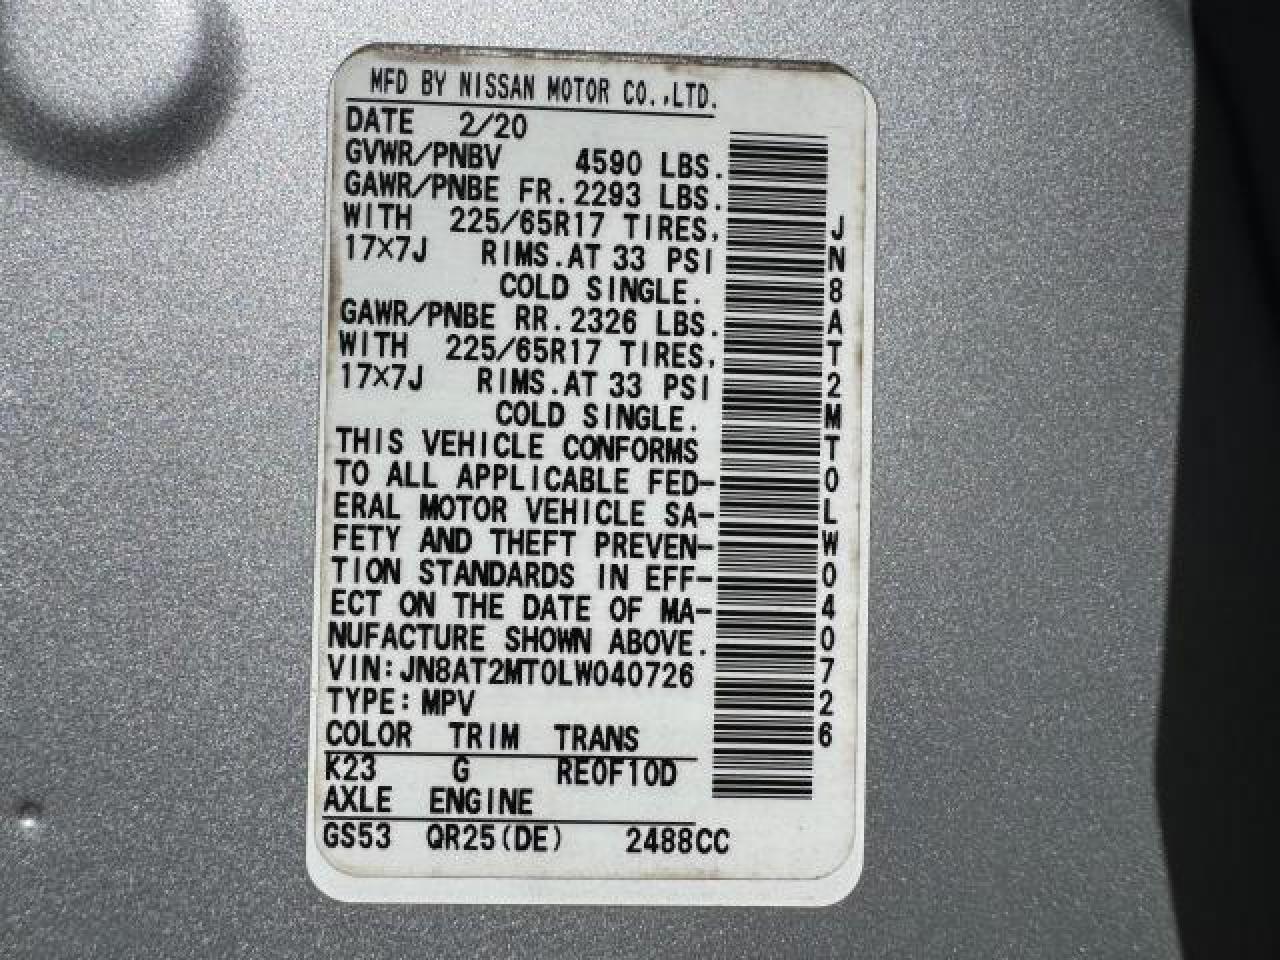 MFD BY NISSAN MOTOR CO.,LTD.
DATE 2/20
GVWR/PNBV 4590 LBS.
GAWR/PNBE FR. 2293 LBS.
WITH 225/65R17 TIRES,
17X7J RIMS. AT 33 PSI
COLD SINGLE.
GAWR/PNBE RR. 2326 LBS.
WITH 225/65R17 TIRES,
17X7J RIMS. AT 33 PSI
COLD SINGLE.
THIS VEHICLE CONFORMS
TO ALL APPLICABLE FED-
ERAL MOTOR VEHICLE SA-
FETY AND THEFT PREVEN-
TION STANDARDS IN EFF-
ECT ON THE DATE OF MA-
NUFACTURE SHOWN ABOVE.
VIN: JN8AT2MT0LW040726
TYPE: MPV
COLOR TRIM TRANS
K23 G RE0F10D
AXLE ENGINE
GS53 QR25(DE) 2488CC
JN8AT2MT0LW040726